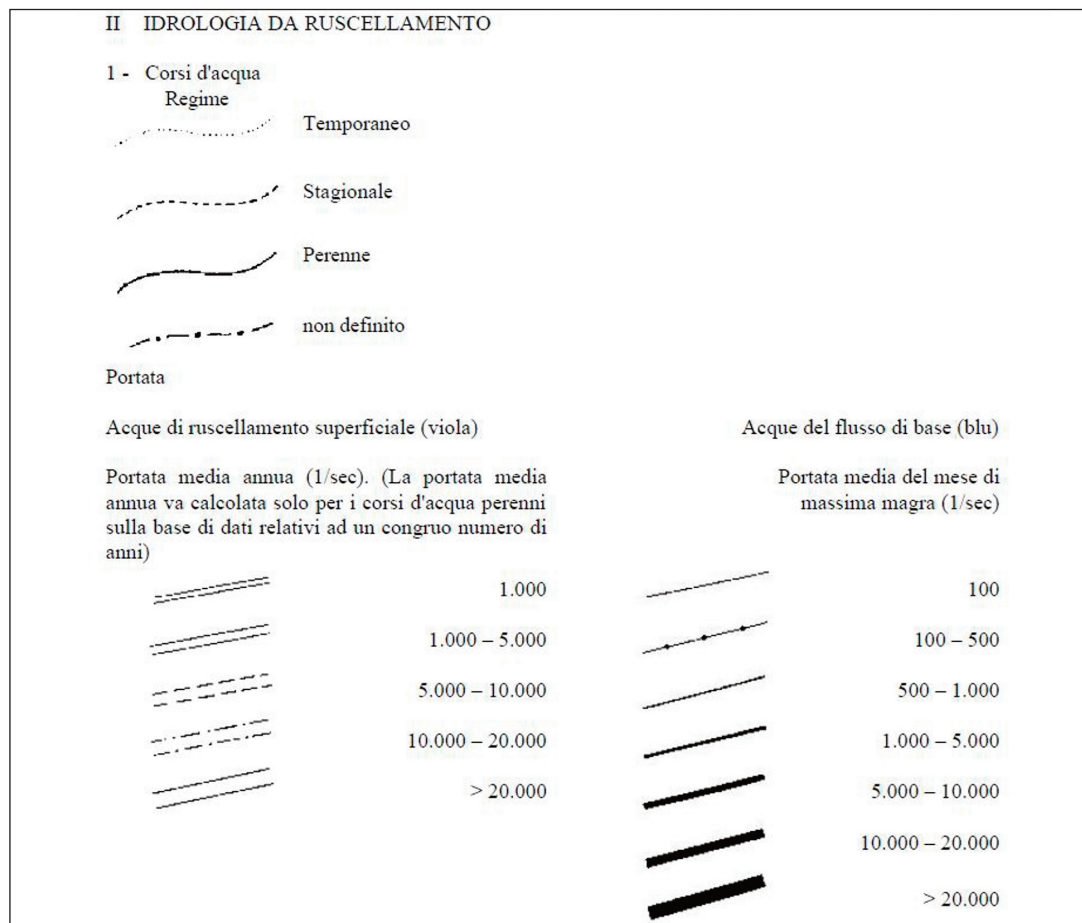 II IDROLOGIA DA RUSCELLAMENTO
1 - Corsi d'acqua
Regime
Temporaneo
Stagionale
Perenne
non definito
Portata
Acque di ruscellamento superficiale (viola)
Portata media annua (1/sec). (La portata media
annua va calcolata solo per i corsi d'acqua perenni
sulla base di dati relativi ad un congruo numero di
anni)
1.000
1.000 – 5.000
5.000 – 10.000
10.000 – 20.000
> 20.000
Acque del flusso di base (blu)
Portata media del mese di
massima magra (1/sec)
100
100 – 500
500 – 1.000
1.000 – 5.000
5.000 – 10.000
10.000 – 20.000
> 20.000